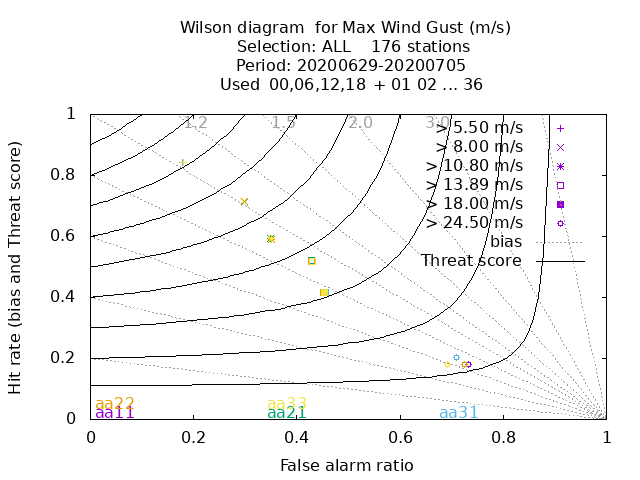 Wilson diagram  for Max Wind Gust (m/s)
Selection: ALL    176 stations
Period: 20200629-20200705
Used  00,06,12,18  + 01 02 ... 36
1.2 1.5 2.0 3.0
> 5.50 m/s
> 8.00 m/s
> 10.80 m/s
> 13.89 m/s
> 18.00 m/s
> 24.50 m/s
bias
Threat score
Hit rate (bias and Threat score)
1
0.8
0.6
0.4
0.2
0
aa22 aa33
aa11 aa21 aa31
0 0.2 0.4 0.6 0.8 1
False alarm ratio